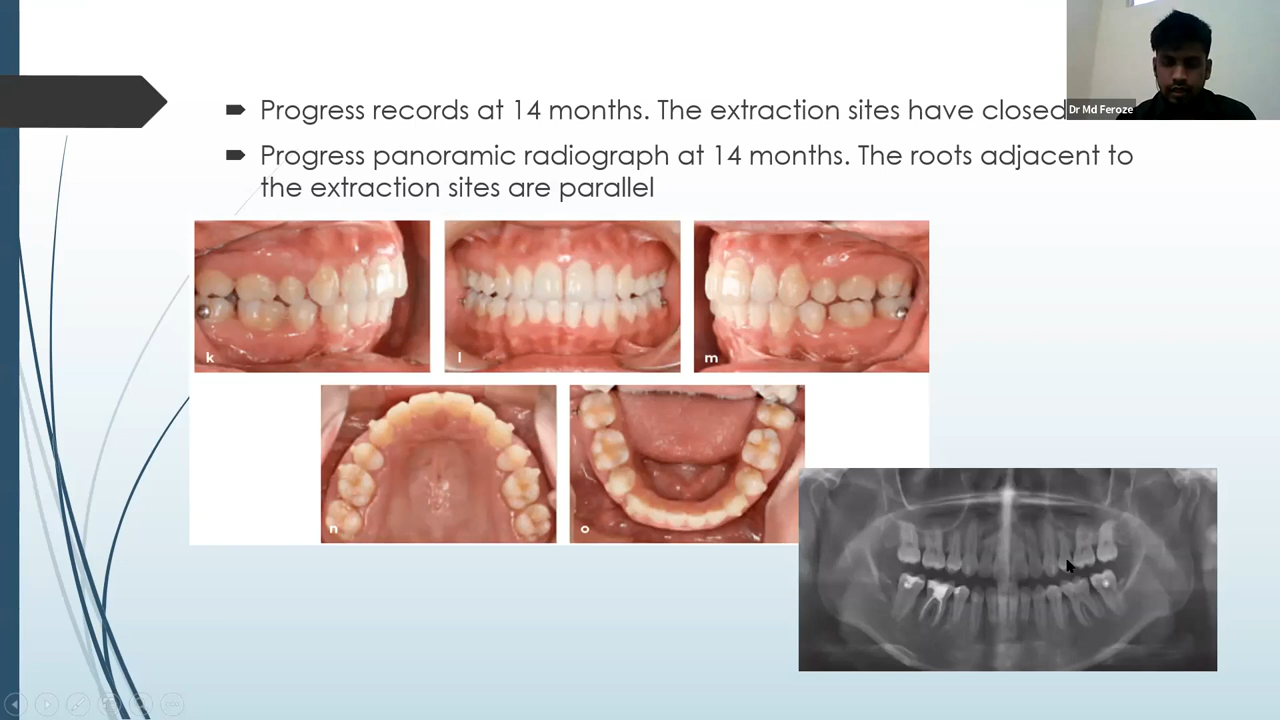 Progress records at 14 months. The extraction sites have closed
Dr Md Feroze
Progress panoramic radiograph at 14 months. The roots adjacent to
the extraction sites are parallel
k
l
m
n
o